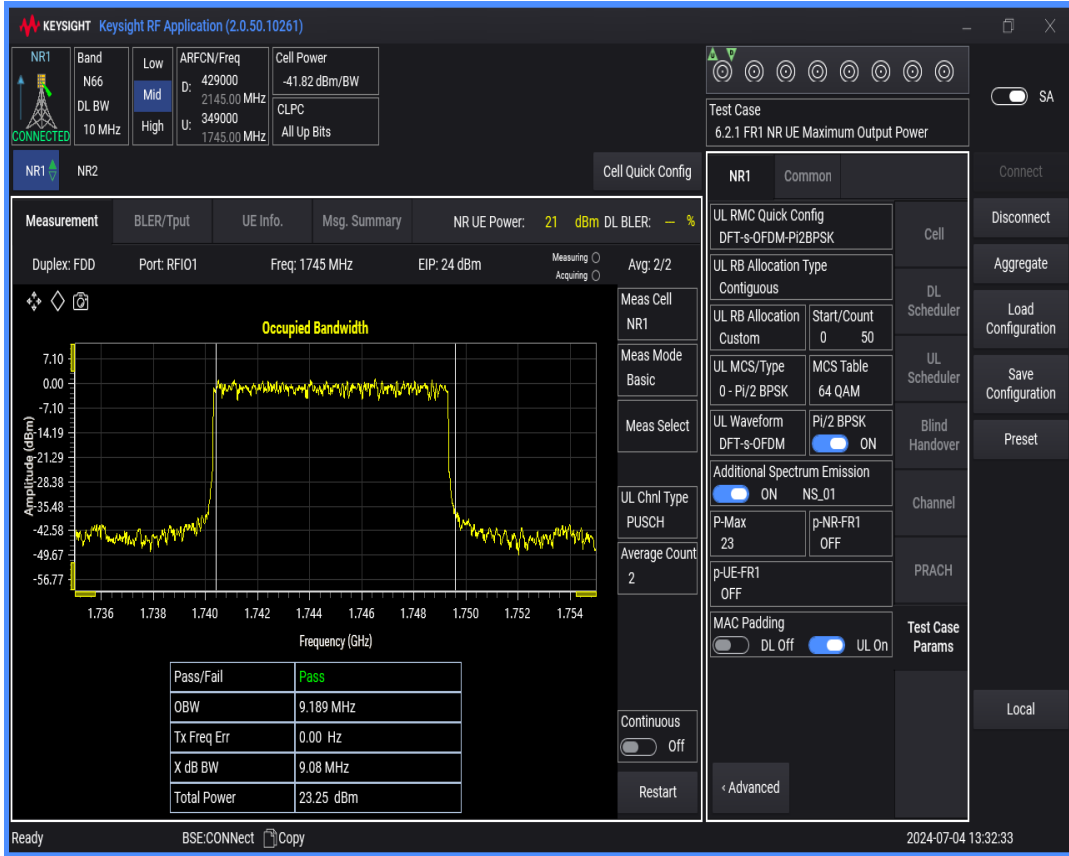 KEYSIGHT Keysight RF Application (2.0.50.10261)
NR1
CONNECTED
Band
N66
DL BW
10 MHz
Low
Mid
High
ARFCN/Freq
D: 429000
2145.00 MHz
U: 349000
1745.00 MHz
Cell Power
-41.82 dBm/BW
CLPC
All Up Bits
Test Case
6.2.1 FR1 NR UE Maximum Output Power
SA
NR1
NR2
Cell Quick Config
Measurement
BLER/Tput
UE Info.
Msg. Summary
NR UE Power: 21 dBm DL BLER: -- %
Duplex: FDD
Port: RFIO1
Freq: 1745 MHz
EIP: 24 dBm
Measuring
Acquiring
Avg: 2/2
Occupied Bandwidth
Amplitude (dBm)
7.10
0.00
-7.10
-14.19
-21.29
-28.38
-35.48
-42.58
-49.67
-56.77
1.736 1.738 1.740 1.742 1.744 1.746 1.748 1.750 1.752 1.754
Frequency (GHz)
Pass/Fail Pass
OBW 9.189 MHz
Tx Freq Err 0.00 Hz
X dB BW 9.08 MHz
Total Power 23.25 dBm
Meas Cell
NR1
Meas Mode
Basic
Meas Select
UL Chnl Type
PUSCH
Average Count
2
Continuous
Off
Restart
NR1
Common
UL RMC Quick Config
DFT-s-OFDM-Pi2BPSK
UL RB Allocation Type
Contiguous
UL RB Allocation
Custom
Start/Count
0 50
UL MCS/Type
0 - Pi/2 BPSK
MCS Table
64 QAM
UL Waveform
DFT-s-OFDM
Pi/2 BPSK
ON
Additional Spectrum Emission
ON NS_01
P-Max
23
p-NR-FR1
OFF
p-UE-FR1
OFF
MAC Padding
DL Off UL On
‹ Advanced
Cell
DL
Scheduler
UL
Scheduler
Blind
Handover
Channel
PRACH
Test Case
Params
Connect
Disconnect
Aggregate
Load
Configuration
Save
Configuration
Preset
Local
Ready
BSE:CONNect
Copy
2024-07-04 13:32:33